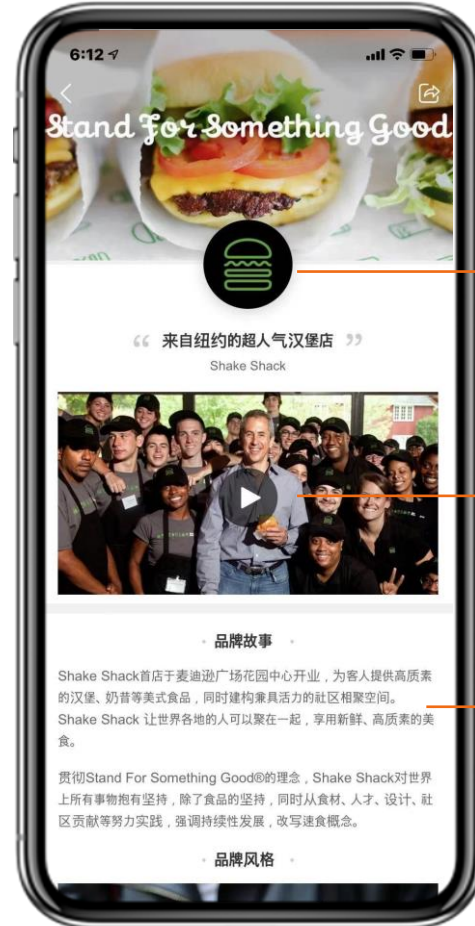 6:12
Stand For Something Good
“ 来自纽约的超人气汉堡店 ”
Shake Shack
· 品牌故事 ·
Shake Shack首店于麦迪逊广场花园中心开业，为客人提供高质素
的汉堡、奶昔等美式食品，同时建构兼具活力的社区相聚空间。
Shake Shack 让世界各地的人可以聚在一起，享用新鲜、高质素的美
食。
贯彻Stand For Something Good®的理念，Shake Shack对世界
上所有事物抱有坚持，除了食品的坚持，同时从食材、人才、设计、社
区贡献等努力实践，强调持续性发展，改写速食概念。
· 品牌风格 ·